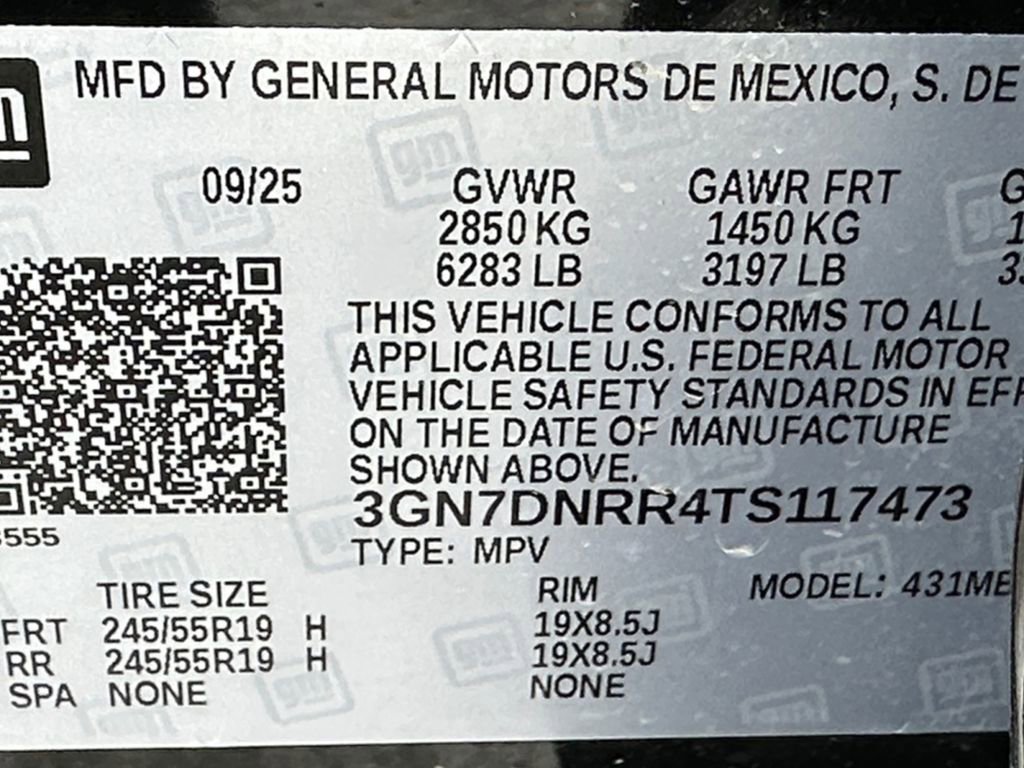 m
MFD BY GENERAL MOTORS DE MEXICO, S. DE
09/25 GVWR GAWR FRT G
2850 KG 1450 KG 1
6283 LB 3197 LB 33
THIS VEHICLE CONFORMS TO ALL
APPLICABLE U.S. FEDERAL MOTOR
VEHICLE SAFETY STANDARDS IN EFF
ON THE DATE OF MANUFACTURE
SHOWN ABOVE.
3GN7DNRR4TS117473
555
TYPE: MPV
TIRE SIZE RIM MODEL: 431ME
FRT 245/55R19 H 19X8.5J
RR 245/55R19 H 19X8.5J
SPA NONE NONE